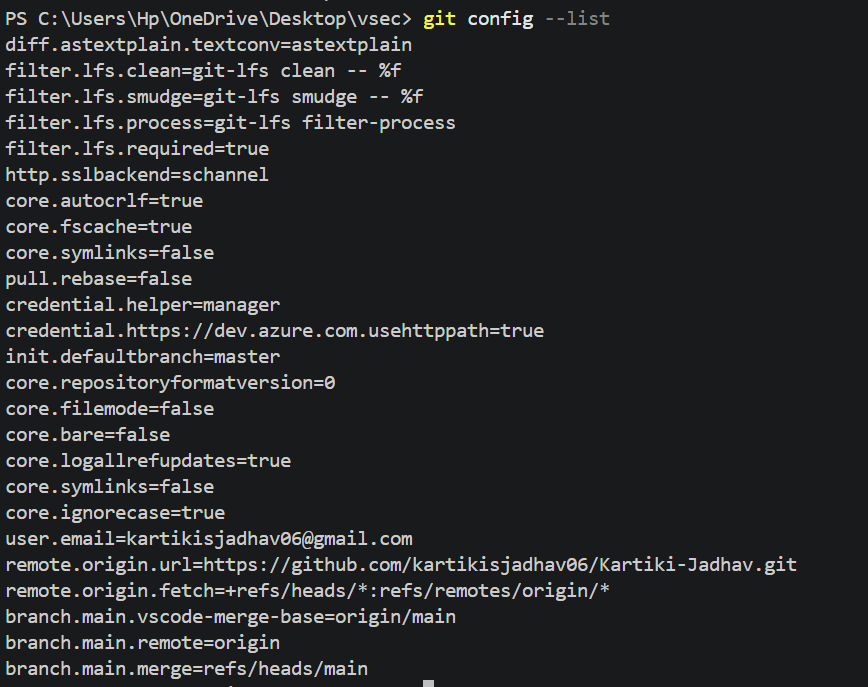 PS C:\Users\Hp\OneDrive\Desktop\vsec> git config --list
diff.astextplain.textconv=astextplain
filter.lfs.clean=git-lfs clean -- %f
filter.lfs.smudge=git-lfs smudge -- %f
filter.lfs.process=git-lfs filter-process
filter.lfs.required=true
http.sslbackend=schannel
core.autocrlf=true
core.fscache=true
core.symlinks=false
pull.rebase=false
credential.helper=manager
credential.https://dev.azure.com.usehttppath=true
init.defaultbranch=master
core.repositoryformatversion=0
core.filemode=false
core.bare=false
core.logallrefupdates=true
core.symlinks=false
core.ignorecase=true
user.email=kartikisjadhav06@gmail.com
remote.origin.url=https://github.com/kartikisjadhav06/Kartiki-Jadhav.git
remote.origin.fetch=+refs/heads/*:refs/remotes/origin/*
branch.main.vscode-merge-base=origin/main
branch.main.remote=origin
branch.main.merge=refs/heads/main